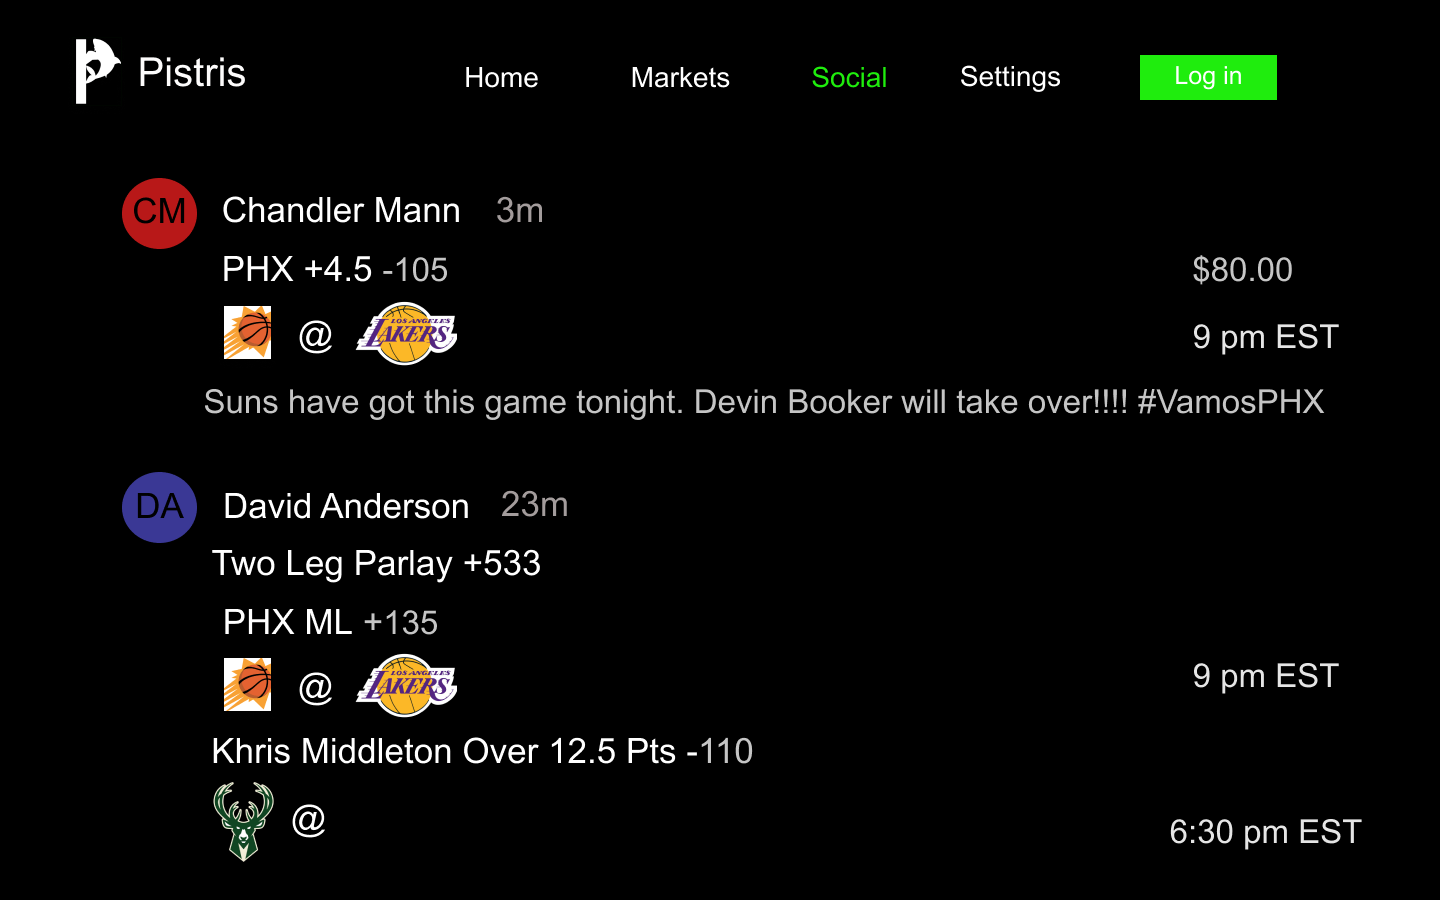 Pistris Home Markets Social Settings Log in
CM Chandler Mann 3m
PHX +4.5 -105 $80.00
@ LOS ANGELES LAKERS 9 pm EST
Suns have got this game tonight. Devin Booker will take over!!!! #VamosPHX
DA David Anderson 23m
Two Leg Parlay +533
PHX ML +135
@ LOS ANGELES LAKERS 9 pm EST
Khris Middleton Over 12.5 Pts -110
@ 6:30 pm EST